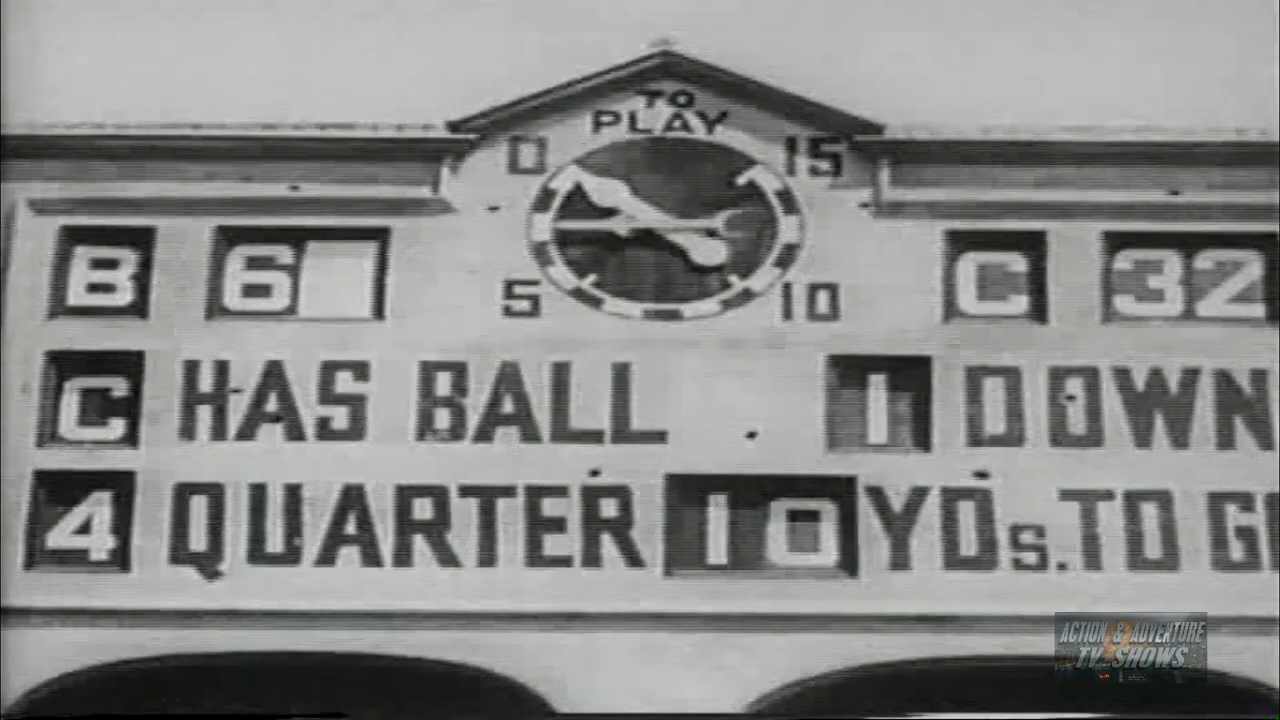 TO
PLAY
0 15
5 10
B 6 C 32
C HAS BALL 1 DOWN
4 QUARTER 10 YDS. TO
ACTION & ADVENTURE
TV SHOWS